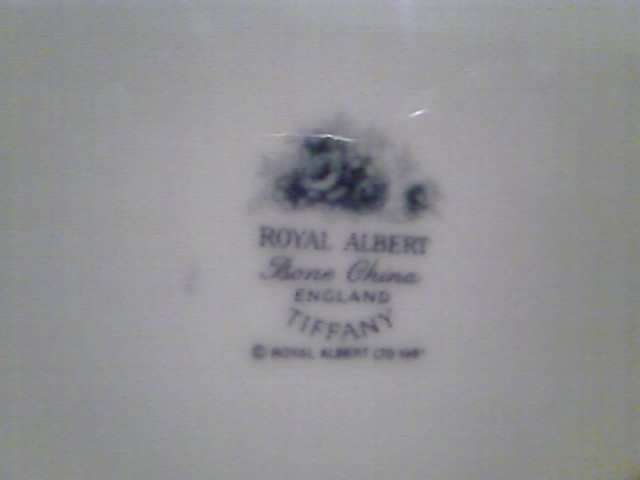 ROYAL ALBERT
Bone China
ENGLAND
TIFFANY
© ROYAL ALBERT LTD